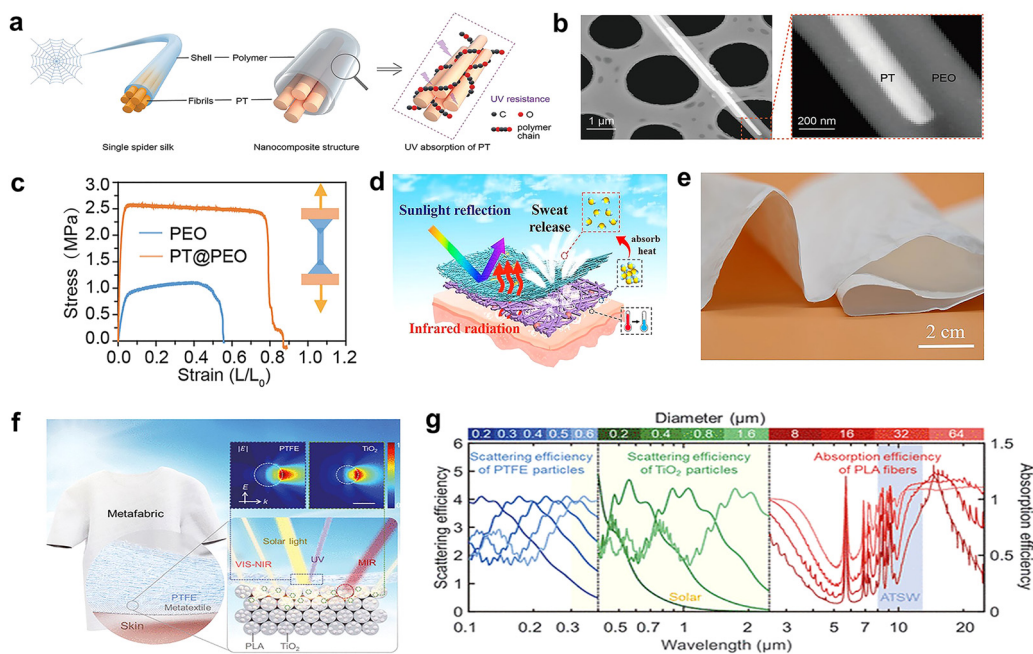 a
Shell
Polymer
Fibrils
PT
UV resistance
C
O
polymer
chain
Single spider silk
Nanocomposite structure
UV absorption of PT
b
1 μm
PT
PEO
200 nm
c
Stress (MPa)
3.0
2.5
2.0
1.5
1.0
0.5
0.0
PEO
PT@PEO
0 0.2 0.4 0.6 0.8 1.0 1.2
Strain (L/L₀)
d
Sunlight reflection
Sweat
release
absorb
heat
Infrared radiation
e
2 cm
f
Metafabric
PTFE
Metatextile
Skin
|E|
PTFE
TiO₂
E
k
1
Solar light
VIS-NIR
UV
MIR
PLA
TiO₂
g
Diameter (μm)
0.2 0.3 0.4 0.5 0.6
0.2 0.4 0.8 1.6
8 16 32 64
Scattering efficiency
of PTFE particles
Scattering efficiency
of TiO₂ particles
Absorption efficiency
of PLA fibers
Scattering efficiency
6
5
4
3
2
1
0
Solar
ATSW
1.5
1
0.5
0
Absorption efficiency
0.1 0.2 0.3 0.5 0.7 1 2 3 5 10 20
Wavelength (μm)